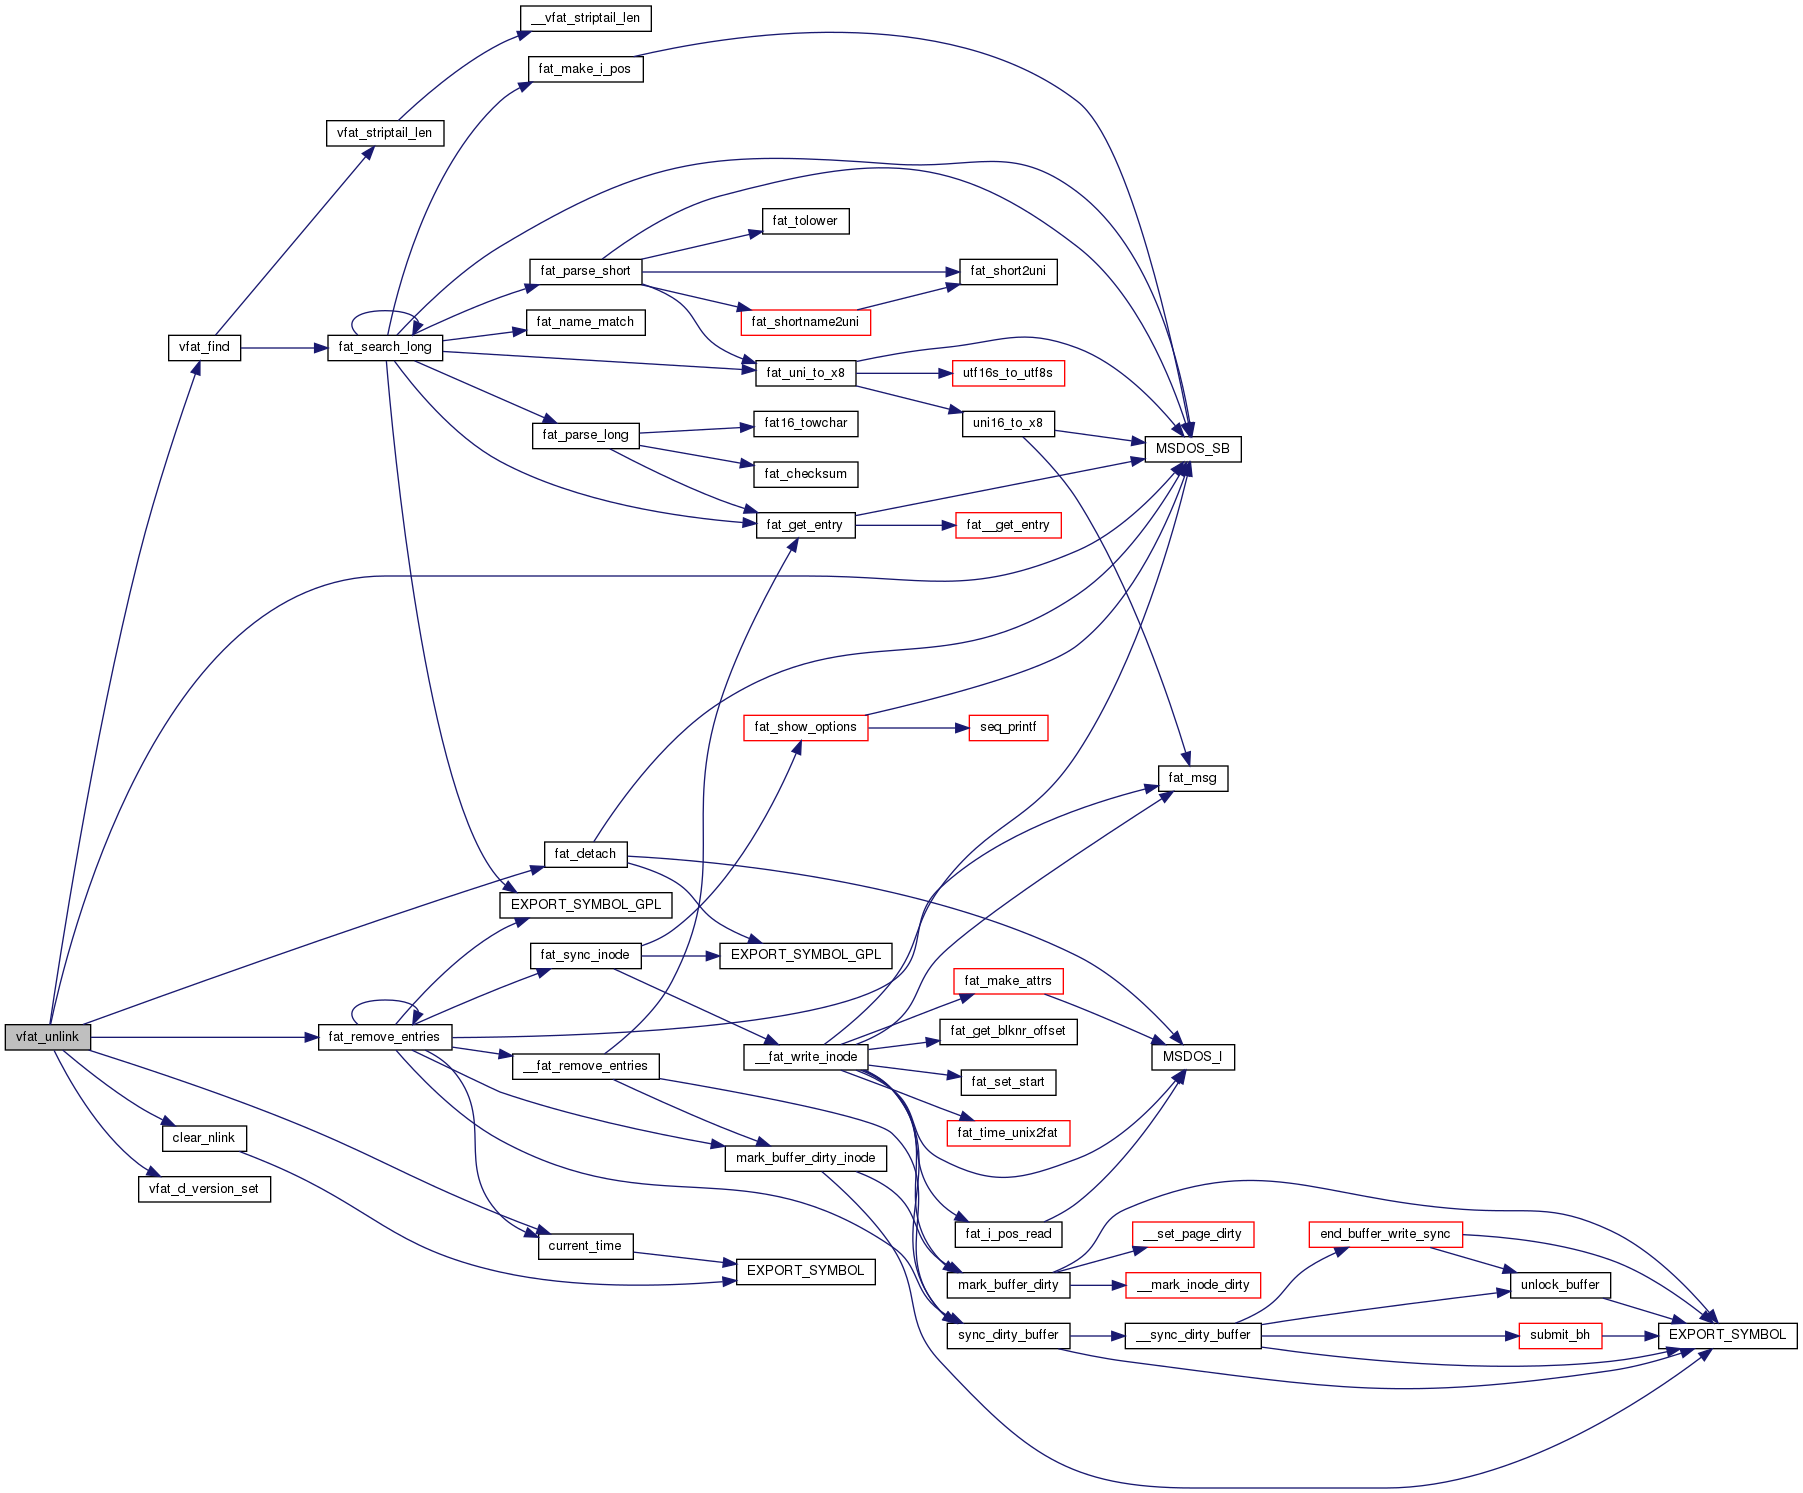 __vfat_striptail_len
fat_make_i_pos
vfat_striptail_len
fat_tolower
fat_parse_short
fat_short2uni
fat_shortname2uni
fat_name_match
vfat_find
fat_search_long
fat_uni_to_x8
utf16s_to_utf8s
fat_parse_long
fat16_towchar
uni16_to_x8
MSDOS_SB
fat_checksum
fat_get_entry
fat__get_entry
fat_show_options
seq_printf
fat_msg
fat_detach
EXPORT_SYMBOL_GPL
fat_sync_inode
EXPORT_SYMBOL_GPL
fat_make_attrs
vfat_unlink
fat_remove_entries
fat_get_blknr_offset
__fat_write_inode
MSDOS_I
__fat_remove_entries
fat_set_start
clear_nlink
fat_time_unix2fat
mark_buffer_dirty_inode
vfat_d_version_set
fat_i_pos_read
__set_page_dirty
end_buffer_write_sync
current_time
EXPORT_SYMBOL
mark_buffer_dirty
__mark_inode_dirty
unlock_buffer
sync_dirty_buffer
__sync_dirty_buffer
submit_bh
EXPORT_SYMBOL